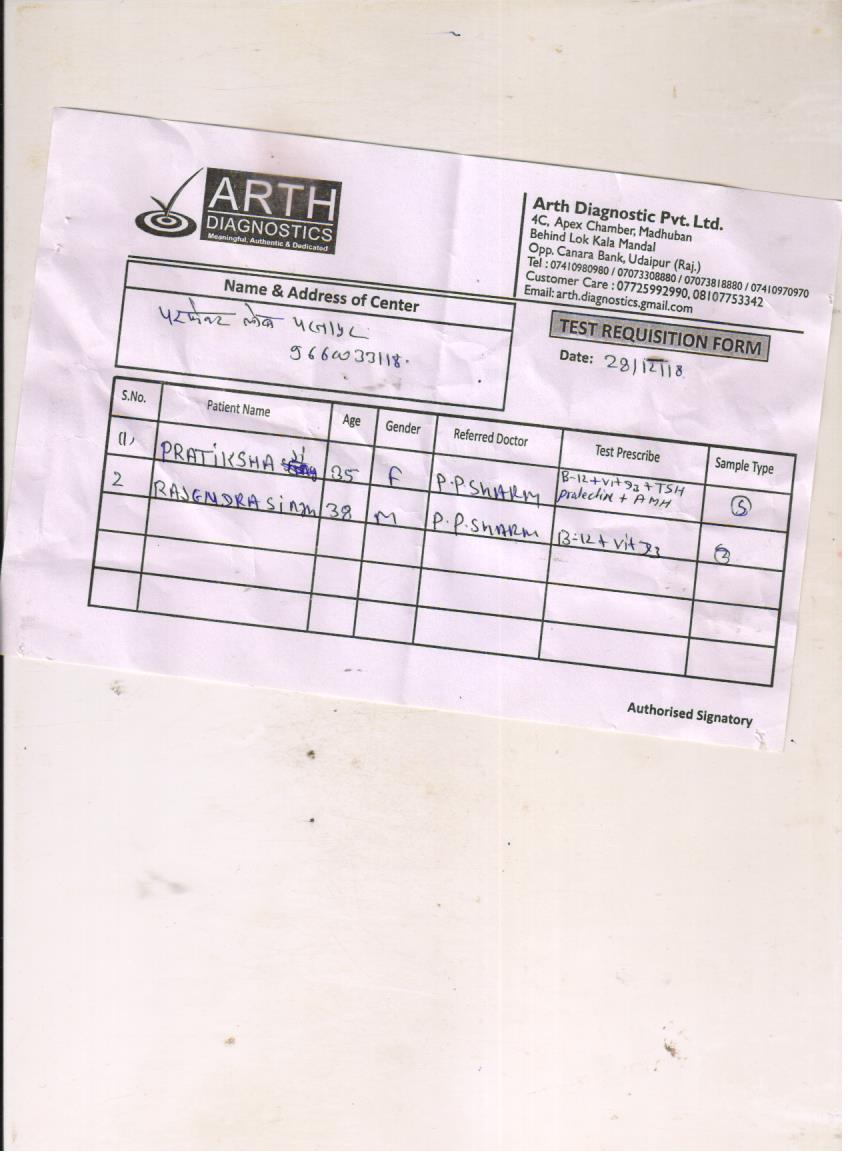 ARTH
DIAGNOSTICS
Meaningful, Authentic & Dedicated
Arth Diagnostic Pvt. Ltd.
4C, Apex Chamber, Madhuban
Behind Lok Kala Mandal
Opp. Canara Bank, Udaipur (Raj.)
Tel : 07410980980 / 07073308880 / 07073818880 / 07410970970
Customer Care : 07725992990, 08107753342
Email: arth.diagnostics.gmail.com
Name & Address of Center
9660033118.
TEST REQUISITION FORM
Date: 28/12/18
S.No. Patient Name Age Gender Referred Doctor Test Prescribe Sample Type
(1) PRATIKSHA 35 F P.P.SHARM B-12+Vit D3+TSH
prolectine + AMH
2 RAJENDRA SINGH 38 M P.P.SHARM B-12+Vit D3
Authorised Signatory